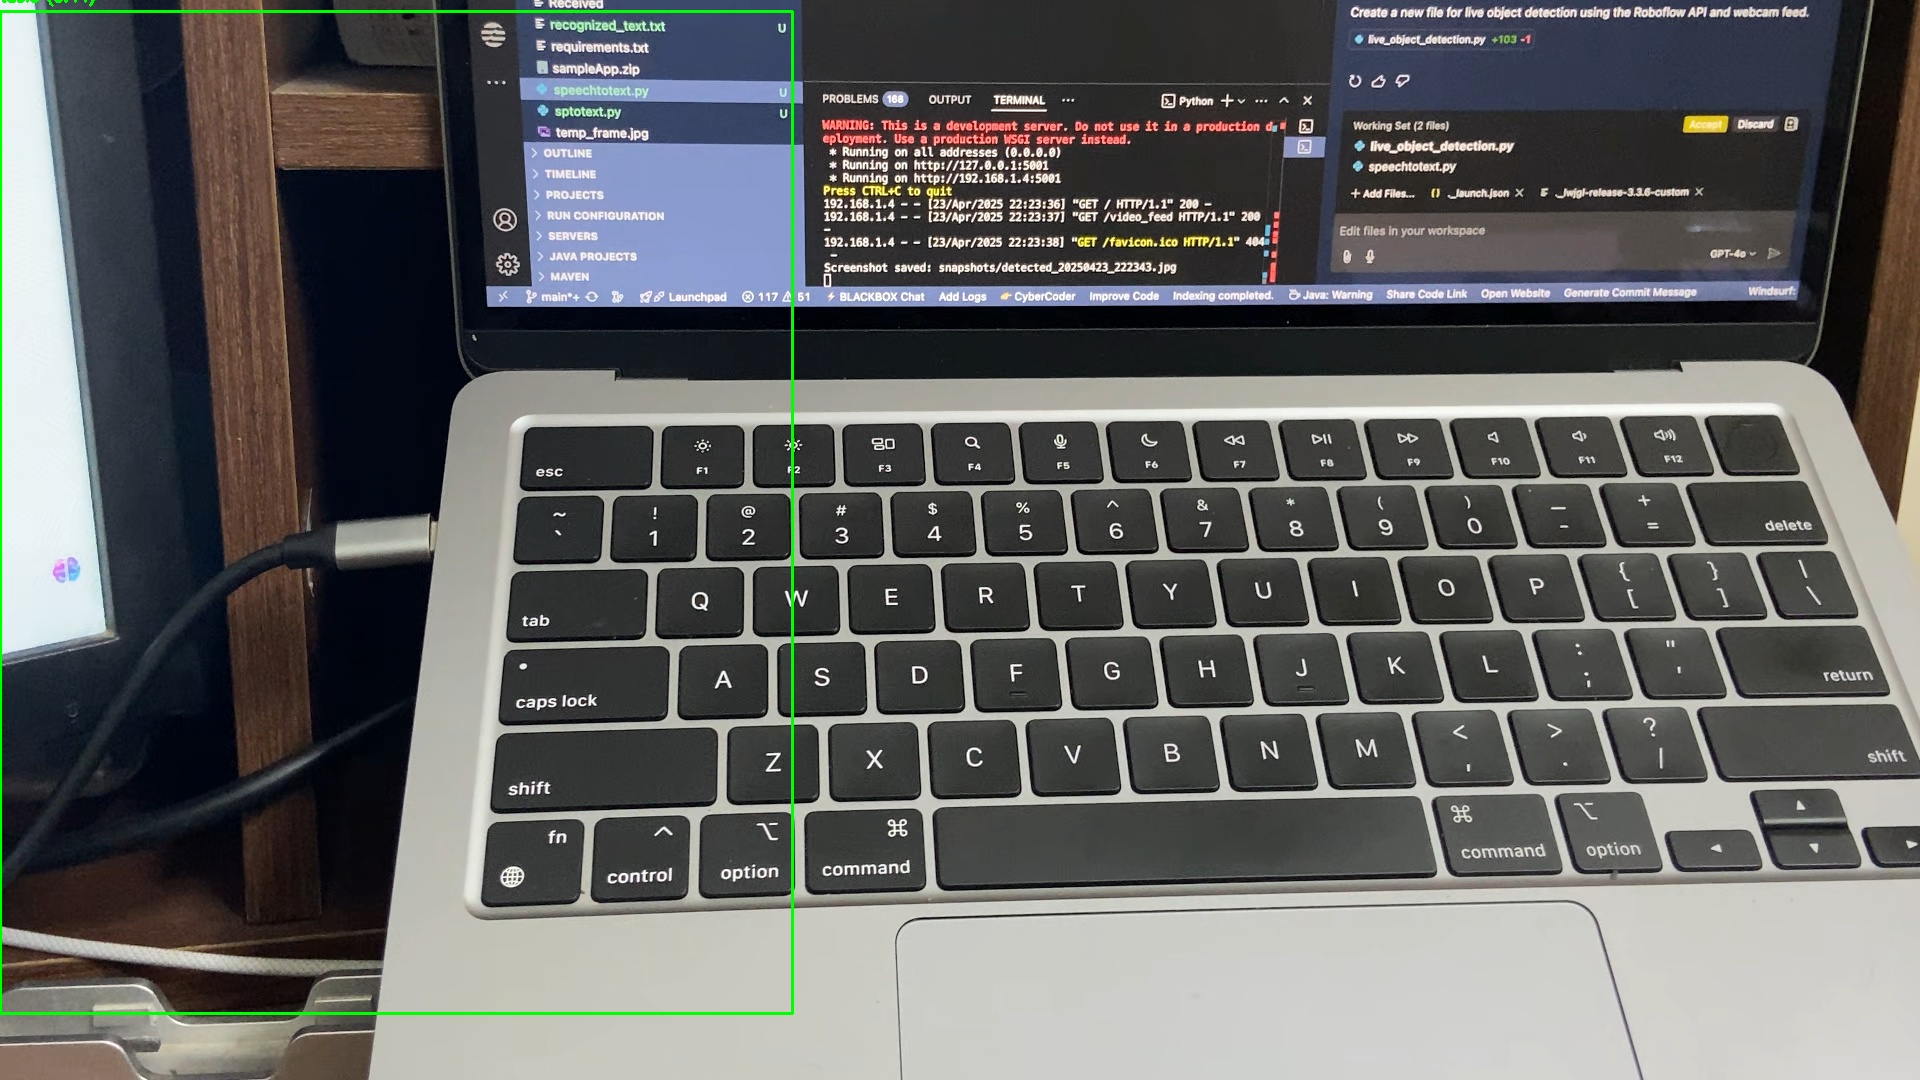 Received
recognized_text.txt U
requirements.txt
sampleApp.zip
speechtotext.py U
sptotext.py U
temp_frame.jpg
OUTLINE
TIMELINE
PROJECTS
RUN CONFIGURATION
SERVERS
JAVA PROJECTS
MAVEN
main*+ Launchpad 117 51 BLACKBOX Chat Add Logs CyberCoder Improve Code Indexing completed. Java: Warning Share Code Link Open Website Generate Commit Message Windsurf:
PROBLEMS 168 OUTPUT TERMINAL ... Python
WARNING: This is a development server. Do not use it in a production d
eployment. Use a production WSGI server instead.
* Running on all addresses (0.0.0.0)
* Running on http://127.0.0.1:5001
* Running on http://192.168.1.4:5001
Press CTRL+C to quit
192.168.1.4 - - [23/Apr/2025 22:23:36] "GET / HTTP/1.1" 200 -
192.168.1.4 - - [23/Apr/2025 22:23:37] "GET /video_feed HTTP/1.1" 200
-
192.168.1.4 - - [23/Apr/2025 22:23:38] "GET /favicon.ico HTTP/1.1" 404
-
Screenshot saved: snapshots/detected_20250423_222343.jpg
Create a new file for live object detection using the Roboflow API and webcam feed.
live_object_detection.py +103 -1
Working Set (2 files) Accept Discard
live_object_detection.py
speechtotext.py
+ Add Files... ._launch.json ._lwjgl-release-3.3.6-custom
Edit files in your workspace
GPT-4o
esc F1 F2 F3 F4 F5 F6 F7 F8 F9 F10 F11 F12
~ ! @ # $ % ^ & * ( ) — +
` 1 2 3 4 5 6 7 8 9 0 - = delete
tab Q W E R T Y U I O P { [ } ] | \
caps lock A S D F G H J K L : ; " ' return
shift Z X C V B N M < , > . ? / shift
fn control option command command option